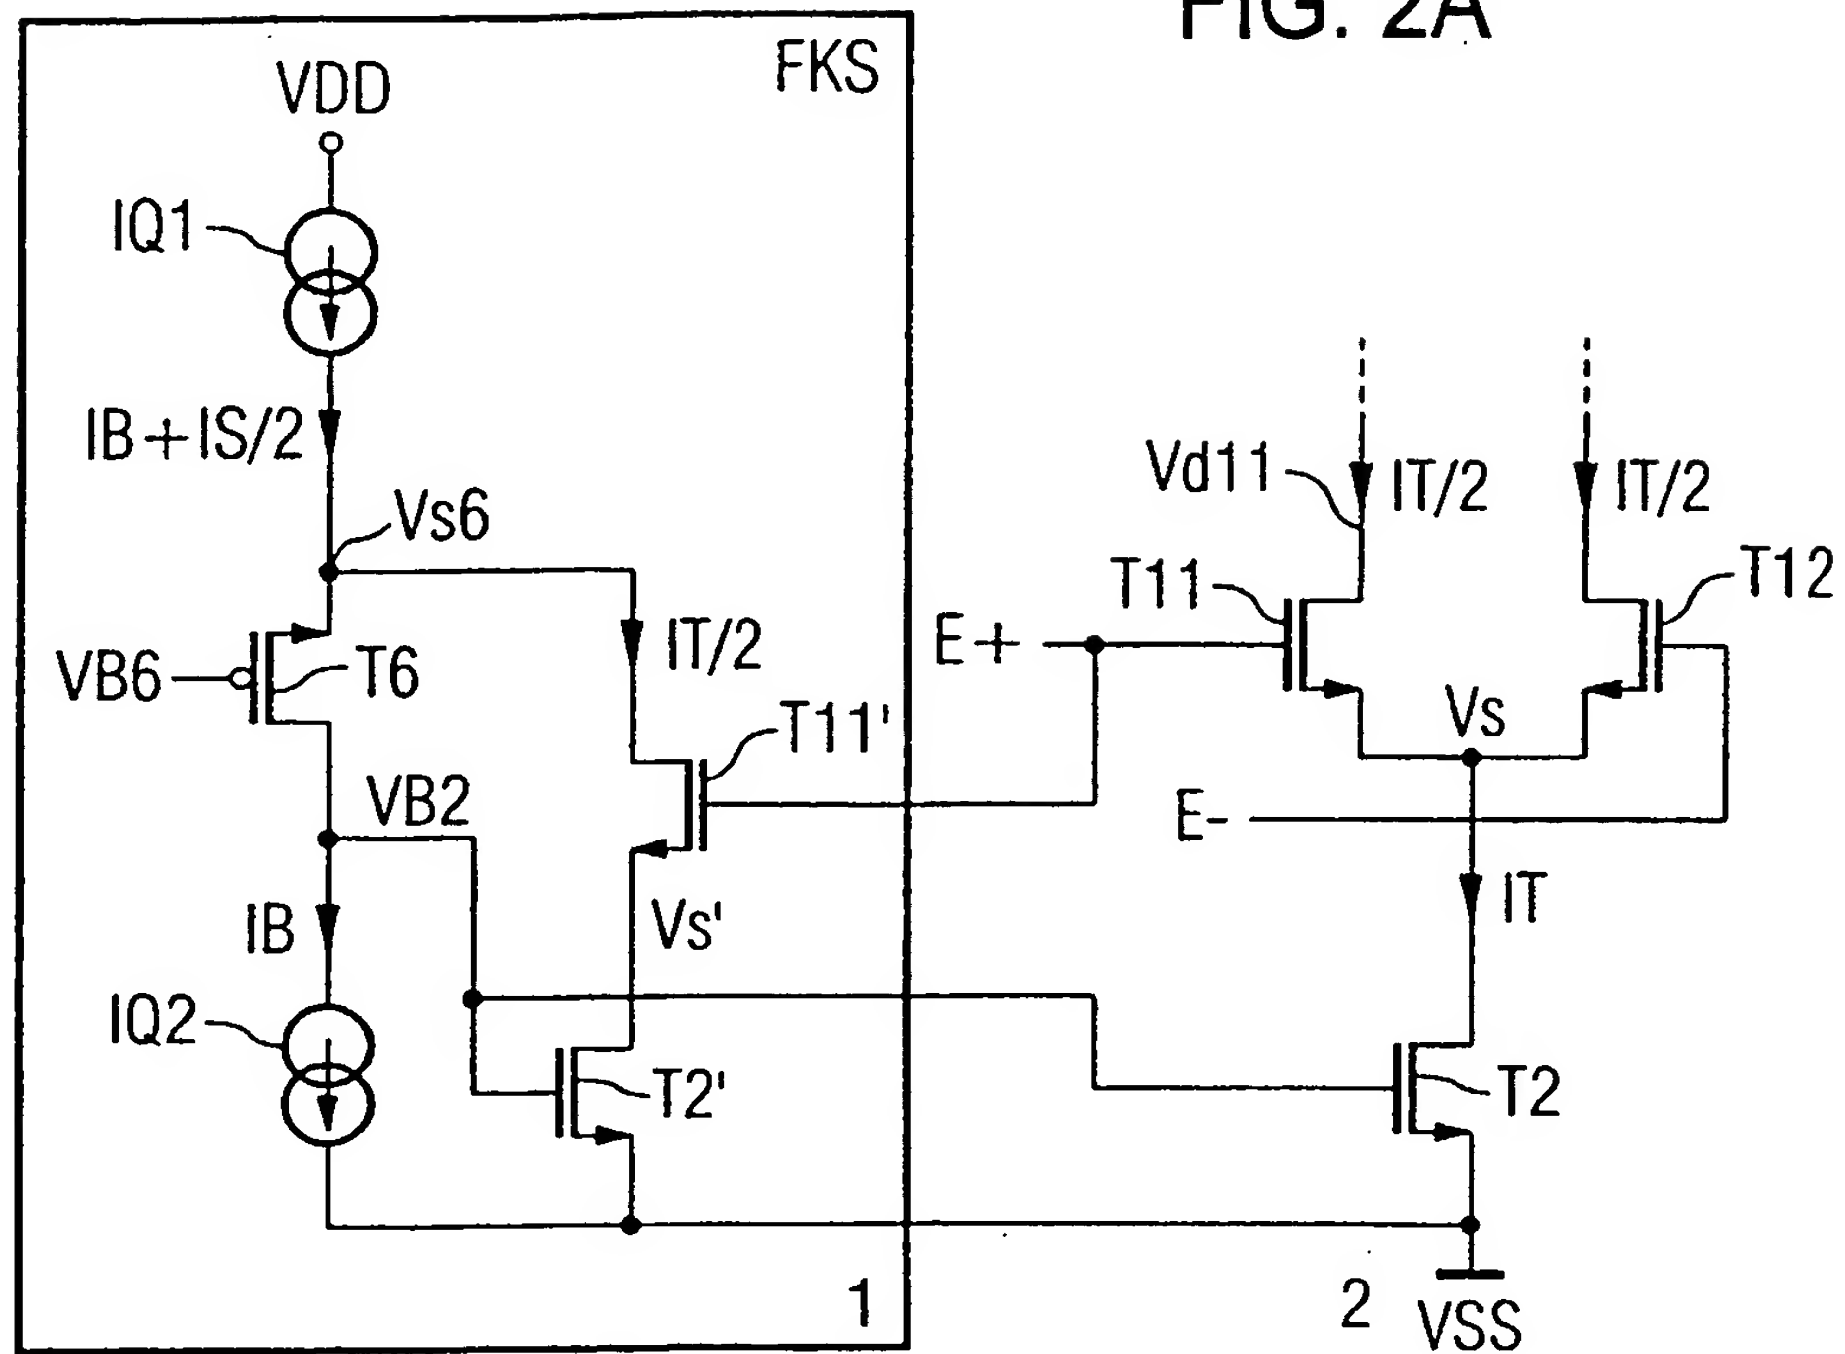 FIG. 2A
FKS
VDD
IQ1
IB+IS/2
Vs6
Vd11
IT/2
IT/2
T11
T12
E+
IT/2
VB6
T6
T11'
Vs
VB2
E-
IB
Vs'
IT
IQ2
T2'
T2
1
2
VSS